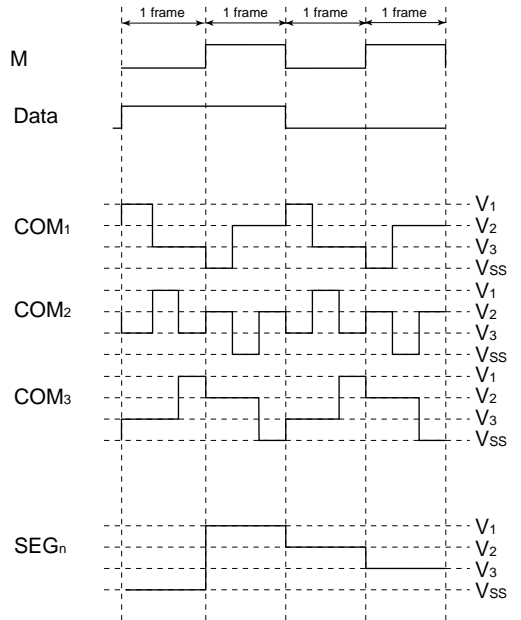 1 frame 1 frame 1 frame 1 frame
M
Data
V1
COM1 V2
V3
VSS
V1
COM2 V2
V3
VSS
V1
COM3 V2
V3
VSS
V1
SEGn V2
V3
VSS